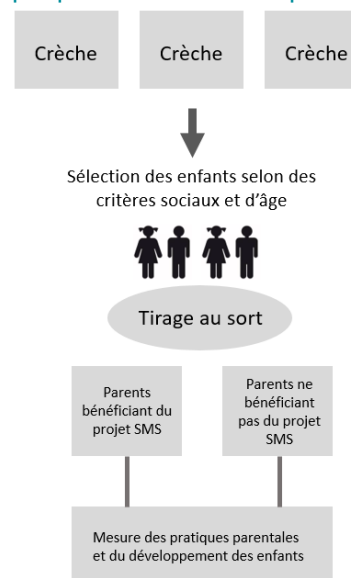 Crèche Crèche Crèche
Sélection des enfants selon des
critères sociaux et d'âge
Tirage au sort
Parents
bénéficiant du
projet SMS
Parents ne
bénéficiant
pas du projet
SMS
Mesure des pratiques parentales
et du développement des enfants